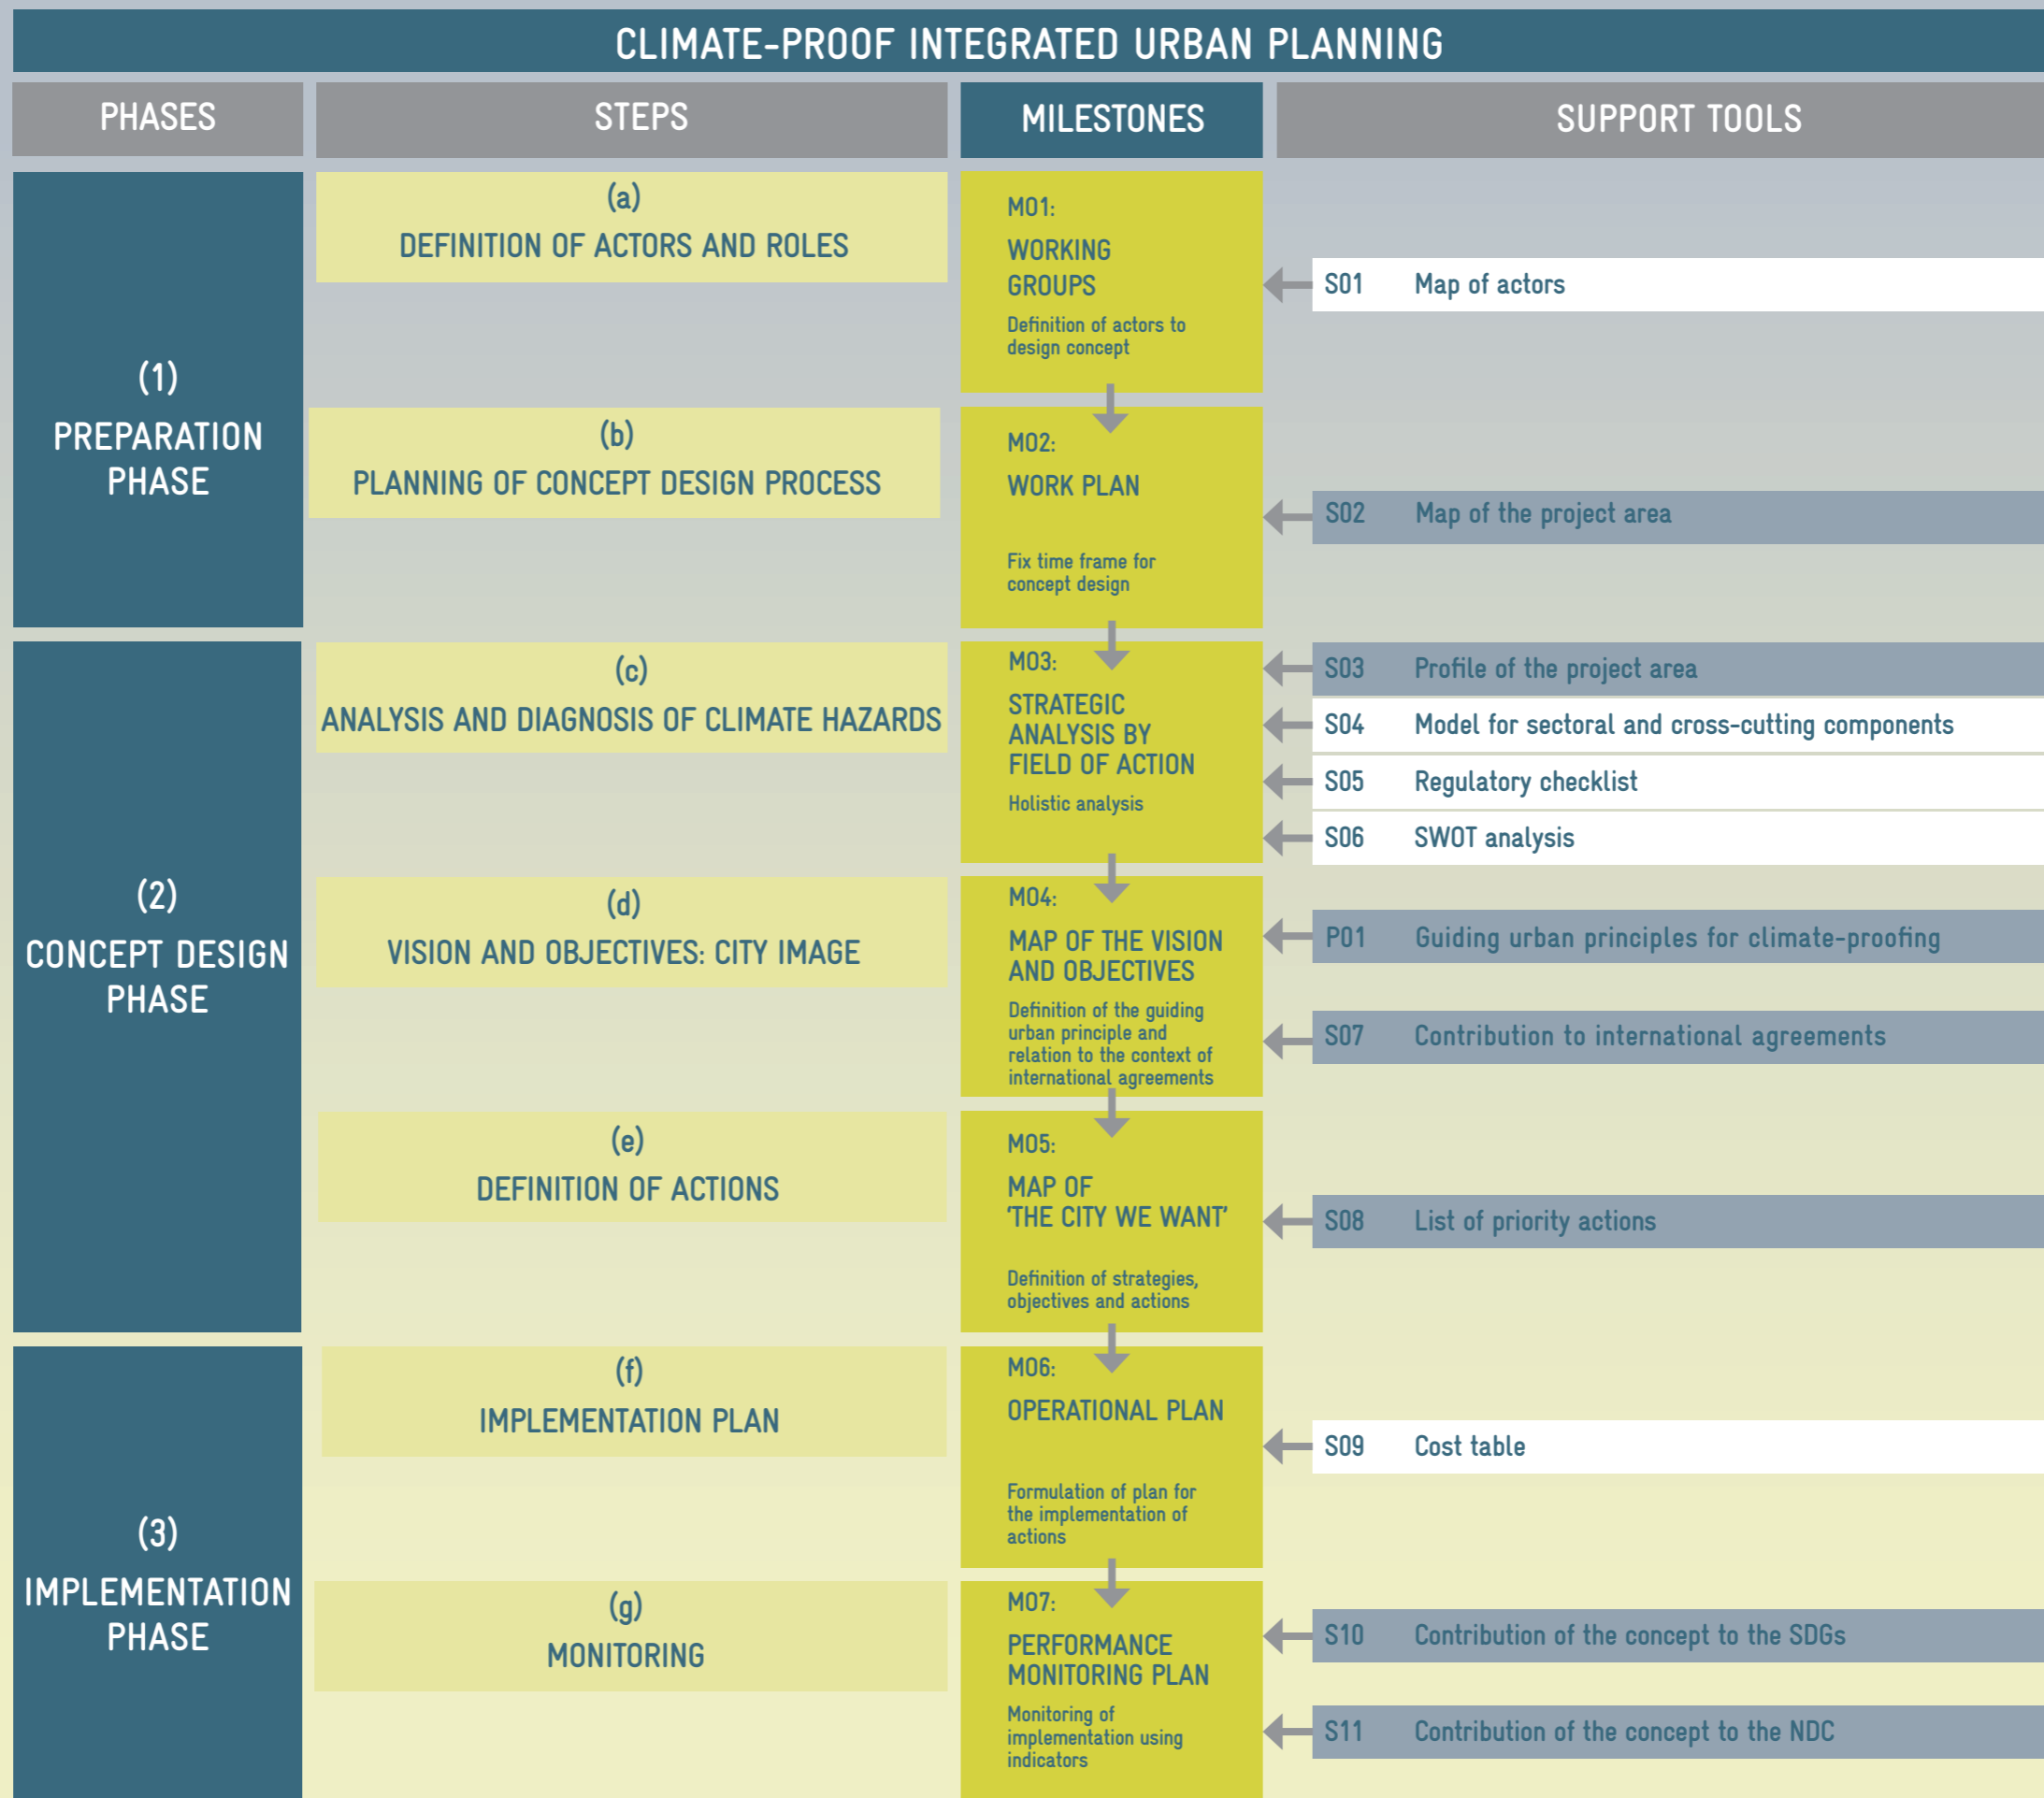 CLIMATE-PROOF INTEGRATED URBAN PLANNING
PHASES
STEPS
MILESTONES
SUPPORT TOOLS
(1)
PREPARATION
PHASE
(a)
DEFINITION OF ACTORS AND ROLES
M01:
WORKING
GROUPS
Definition of actors to
design concept
S01 Map of actors
(b)
PLANNING OF CONCEPT DESIGN PROCESS
M02:
WORK PLAN
Fix time frame for
concept design
S02 Map of the project area
(2)
CONCEPT DESIGN
PHASE
(c)
ANALYSIS AND DIAGNOSIS OF CLIMATE HAZARDS
M03:
STRATEGIC
ANALYSIS BY
FIELD OF ACTION
Holistic analysis
S03 Profile of the project area
S04 Model for sectoral and cross-cutting components
S05 Regulatory checklist
S06 SWOT analysis
(d)
VISION AND OBJECTIVES: CITY IMAGE
M04:
MAP OF THE VISION
AND OBJECTIVES
Definition of the guiding
urban principle and
relation to the context of
international agreements
P01 Guiding urban principles for climate-proofing
S07 Contribution to international agreements
(e)
DEFINITION OF ACTIONS
M05:
MAP OF
‘THE CITY WE WANT’
Definition of strategies,
objectives and actions
S08 List of priority actions
(3)
IMPLEMENTATION
PHASE
(f)
IMPLEMENTATION PLAN
M06:
OPERATIONAL PLAN
Formulation of plan for
the implementation of
actions
S09 Cost table
(g)
MONITORING
M07:
PERFORMANCE
MONITORING PLAN
Monitoring of
implementation using
indicators
S10 Contribution of the concept to the SDGs
S11 Contribution of the concept to the NDC